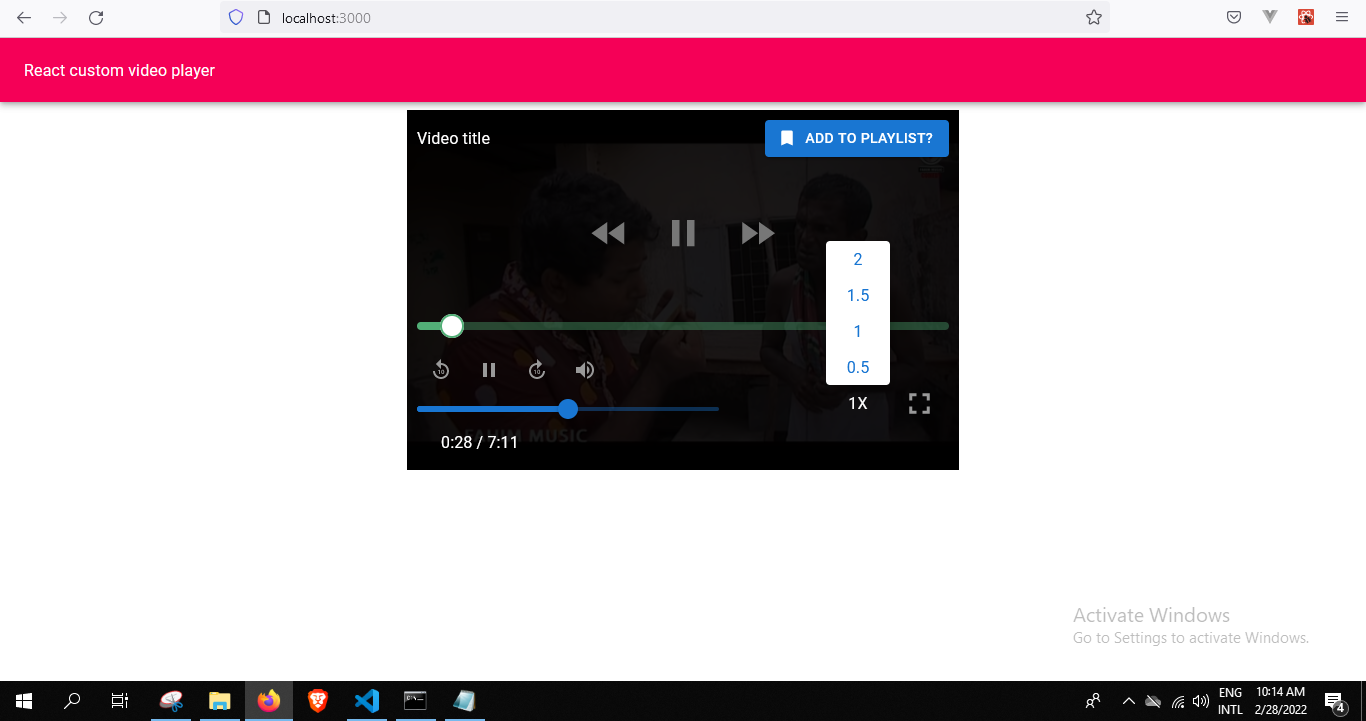 localhost:3000
React custom video player
Video title
ADD TO PLAYLIST?
2
1.5
1
0.5
10
10
1X
FAHIM MUSIC
0:28 / 7:11
Activate Windows
Go to Settings to activate Windows.
ENG
INTL
10:14 AM
2/28/2022
4